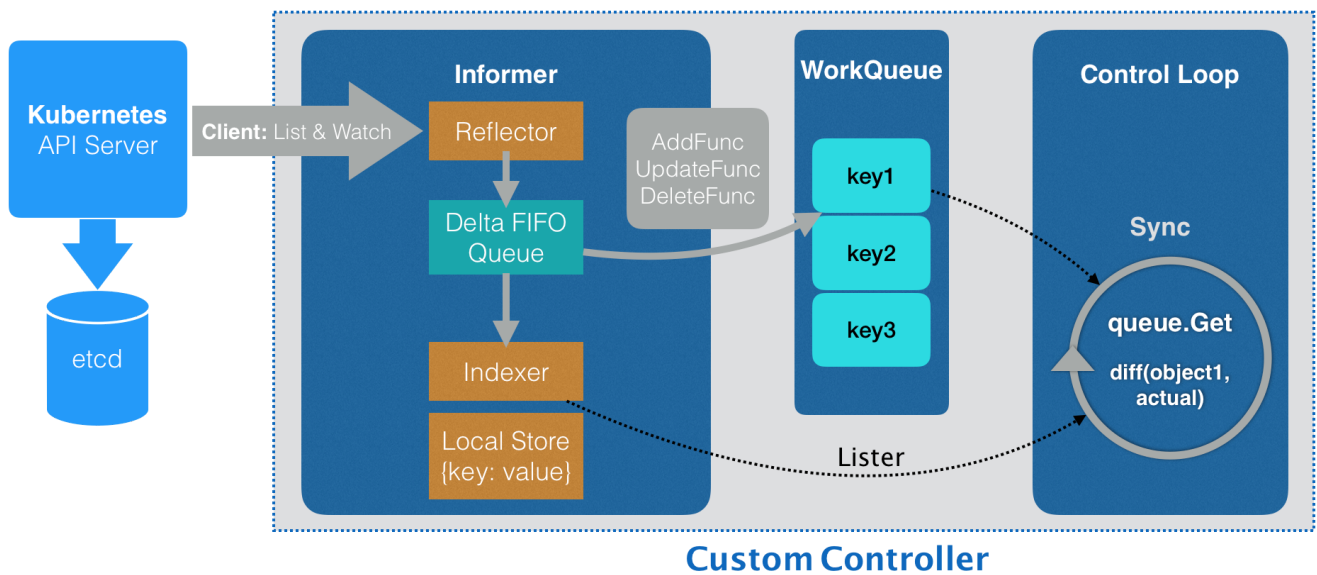 Kubernetes
API Server
etcd
Client: List & Watch
Informer
Reflector
Delta FIFO
Queue
Indexer
Local Store
{key: value}
AddFunc
UpdateFunc
DeleteFunc
WorkQueue
key1
key2
key3
Lister
Control Loop
Sync
queue.Get
diff(object1,
actual)
Custom Controller